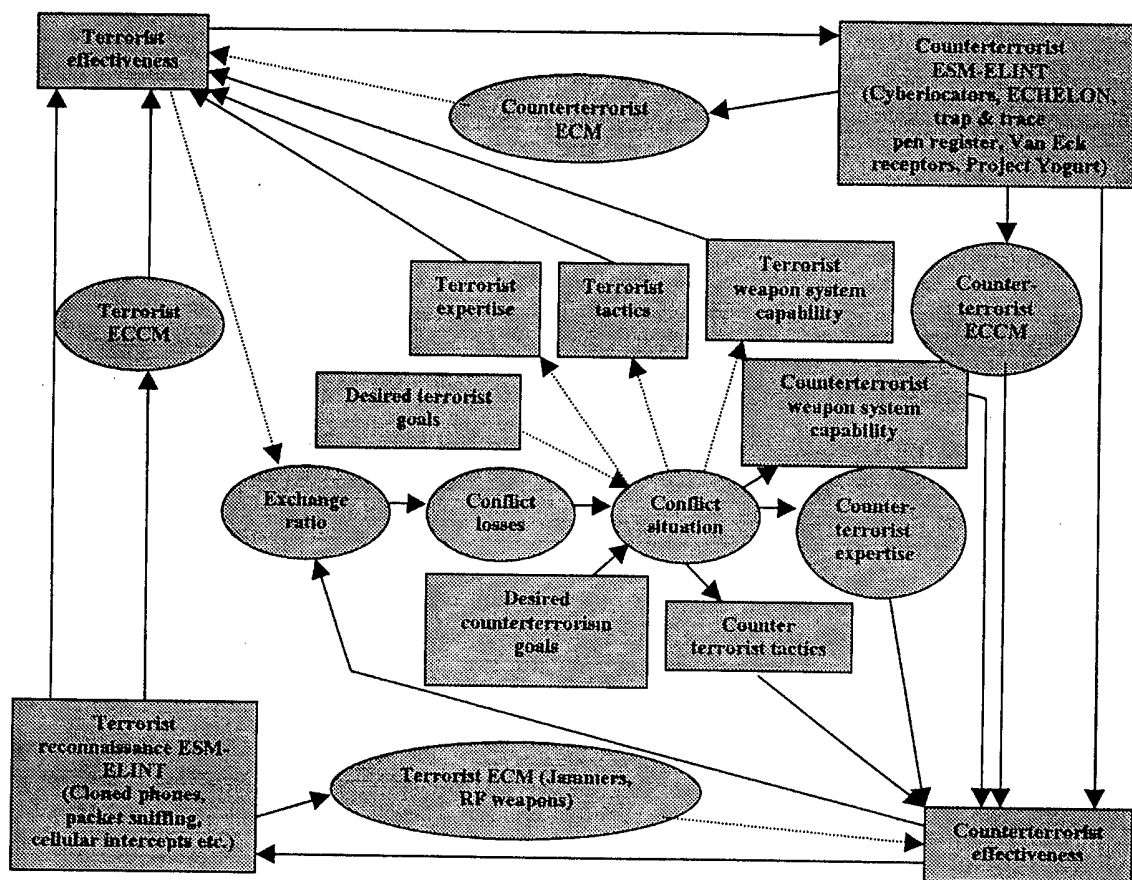 Terrorist
effectiveness
Counterterrorist
ESM-ELINT
(Cyberlocators, ECHELON,
trap & trace
pen register, Van Eck
receptors, Project Yogurt)
Counterterrorist
ECM
Terrorist
ECCM
Terrorist
expertise
Terrorist
tactics
Terrorist
weapon system
capability
Counter-
terrorist
ECCM
Desired terrorist
goals
Counterterrorist
weapon system
capability
Exchange
ratio
Conflict
losses
Conflict
situation
Counter-
terrorist
expertise
Desired
counterterrorism
goals
Counter
terrorist tactics
Terrorist
reconnaissance ESM-
ELINT
(Cloned phones,
packet sniffing,
cellular intercepts etc.)
Terrorist ECM (Jammers,
RF weapons)
Counterterrorist
effectiveness